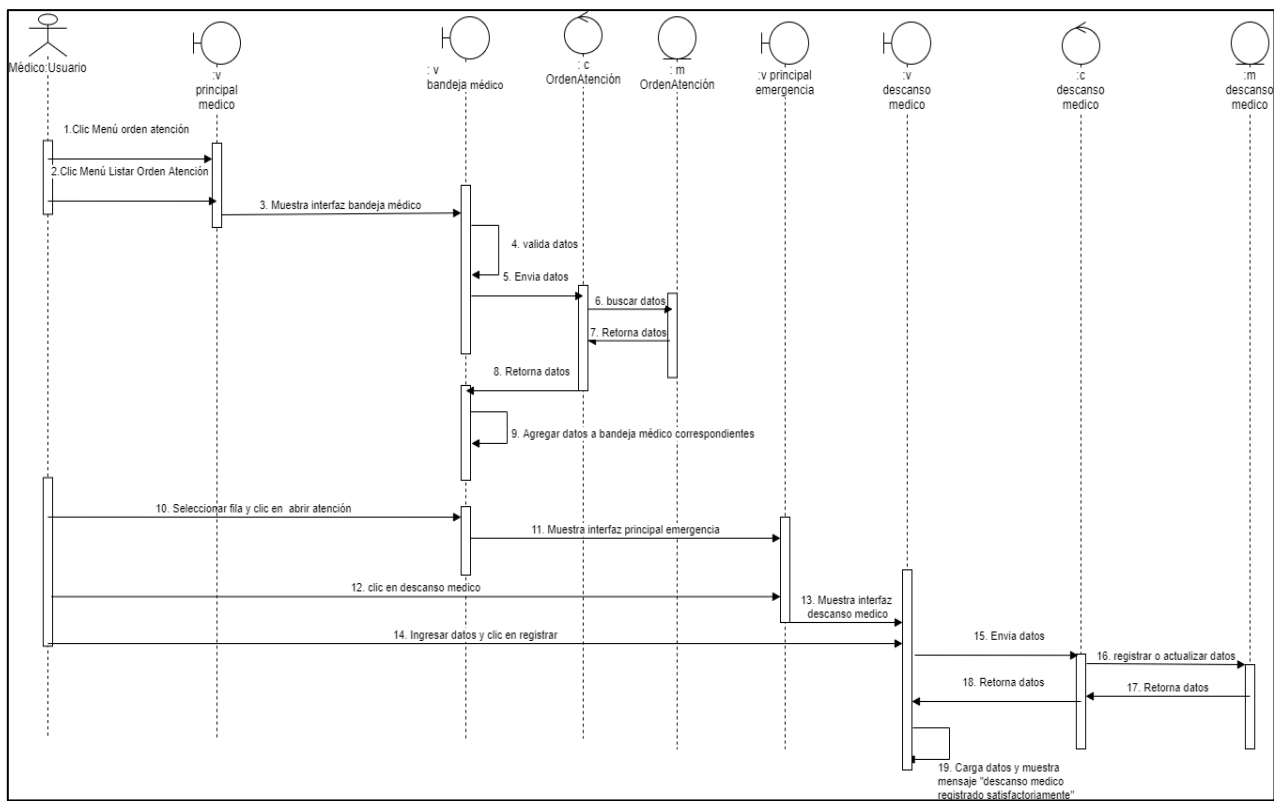 Médico:Usuario
:v
principal
medico
: v
bandeja médico
: c
OrdenAtención
: m
OrdenAtención
:v principal
emergencia
:v
descanso
medico
:c
descanso
medico
:m
descanso
medico
1.Clic Menú orden atención
2.Clic Menú Listar Orden Atención
3. Muestra interfaz bandeja médico
4. valida datos
5. Envia datos
6. buscar datos
7. Retorna datos
8. Retorna datos
9. Agregar datos a bandeja médico correspondientes
10. Seleccionar fila y clic en abrir atención
11. Muestra interfaz principal emergencia
12. clic en descanso medico
13. Muestra interfaz
descanso medico
14. Ingresar datos y clic en registrar
15. Envia datos
16. registrar o actualizar datos
17. Retorna datos
18. Retorna datos
19. Carga datos y muestra
mensaje "descanso medico
registrado satisfactoriamente"